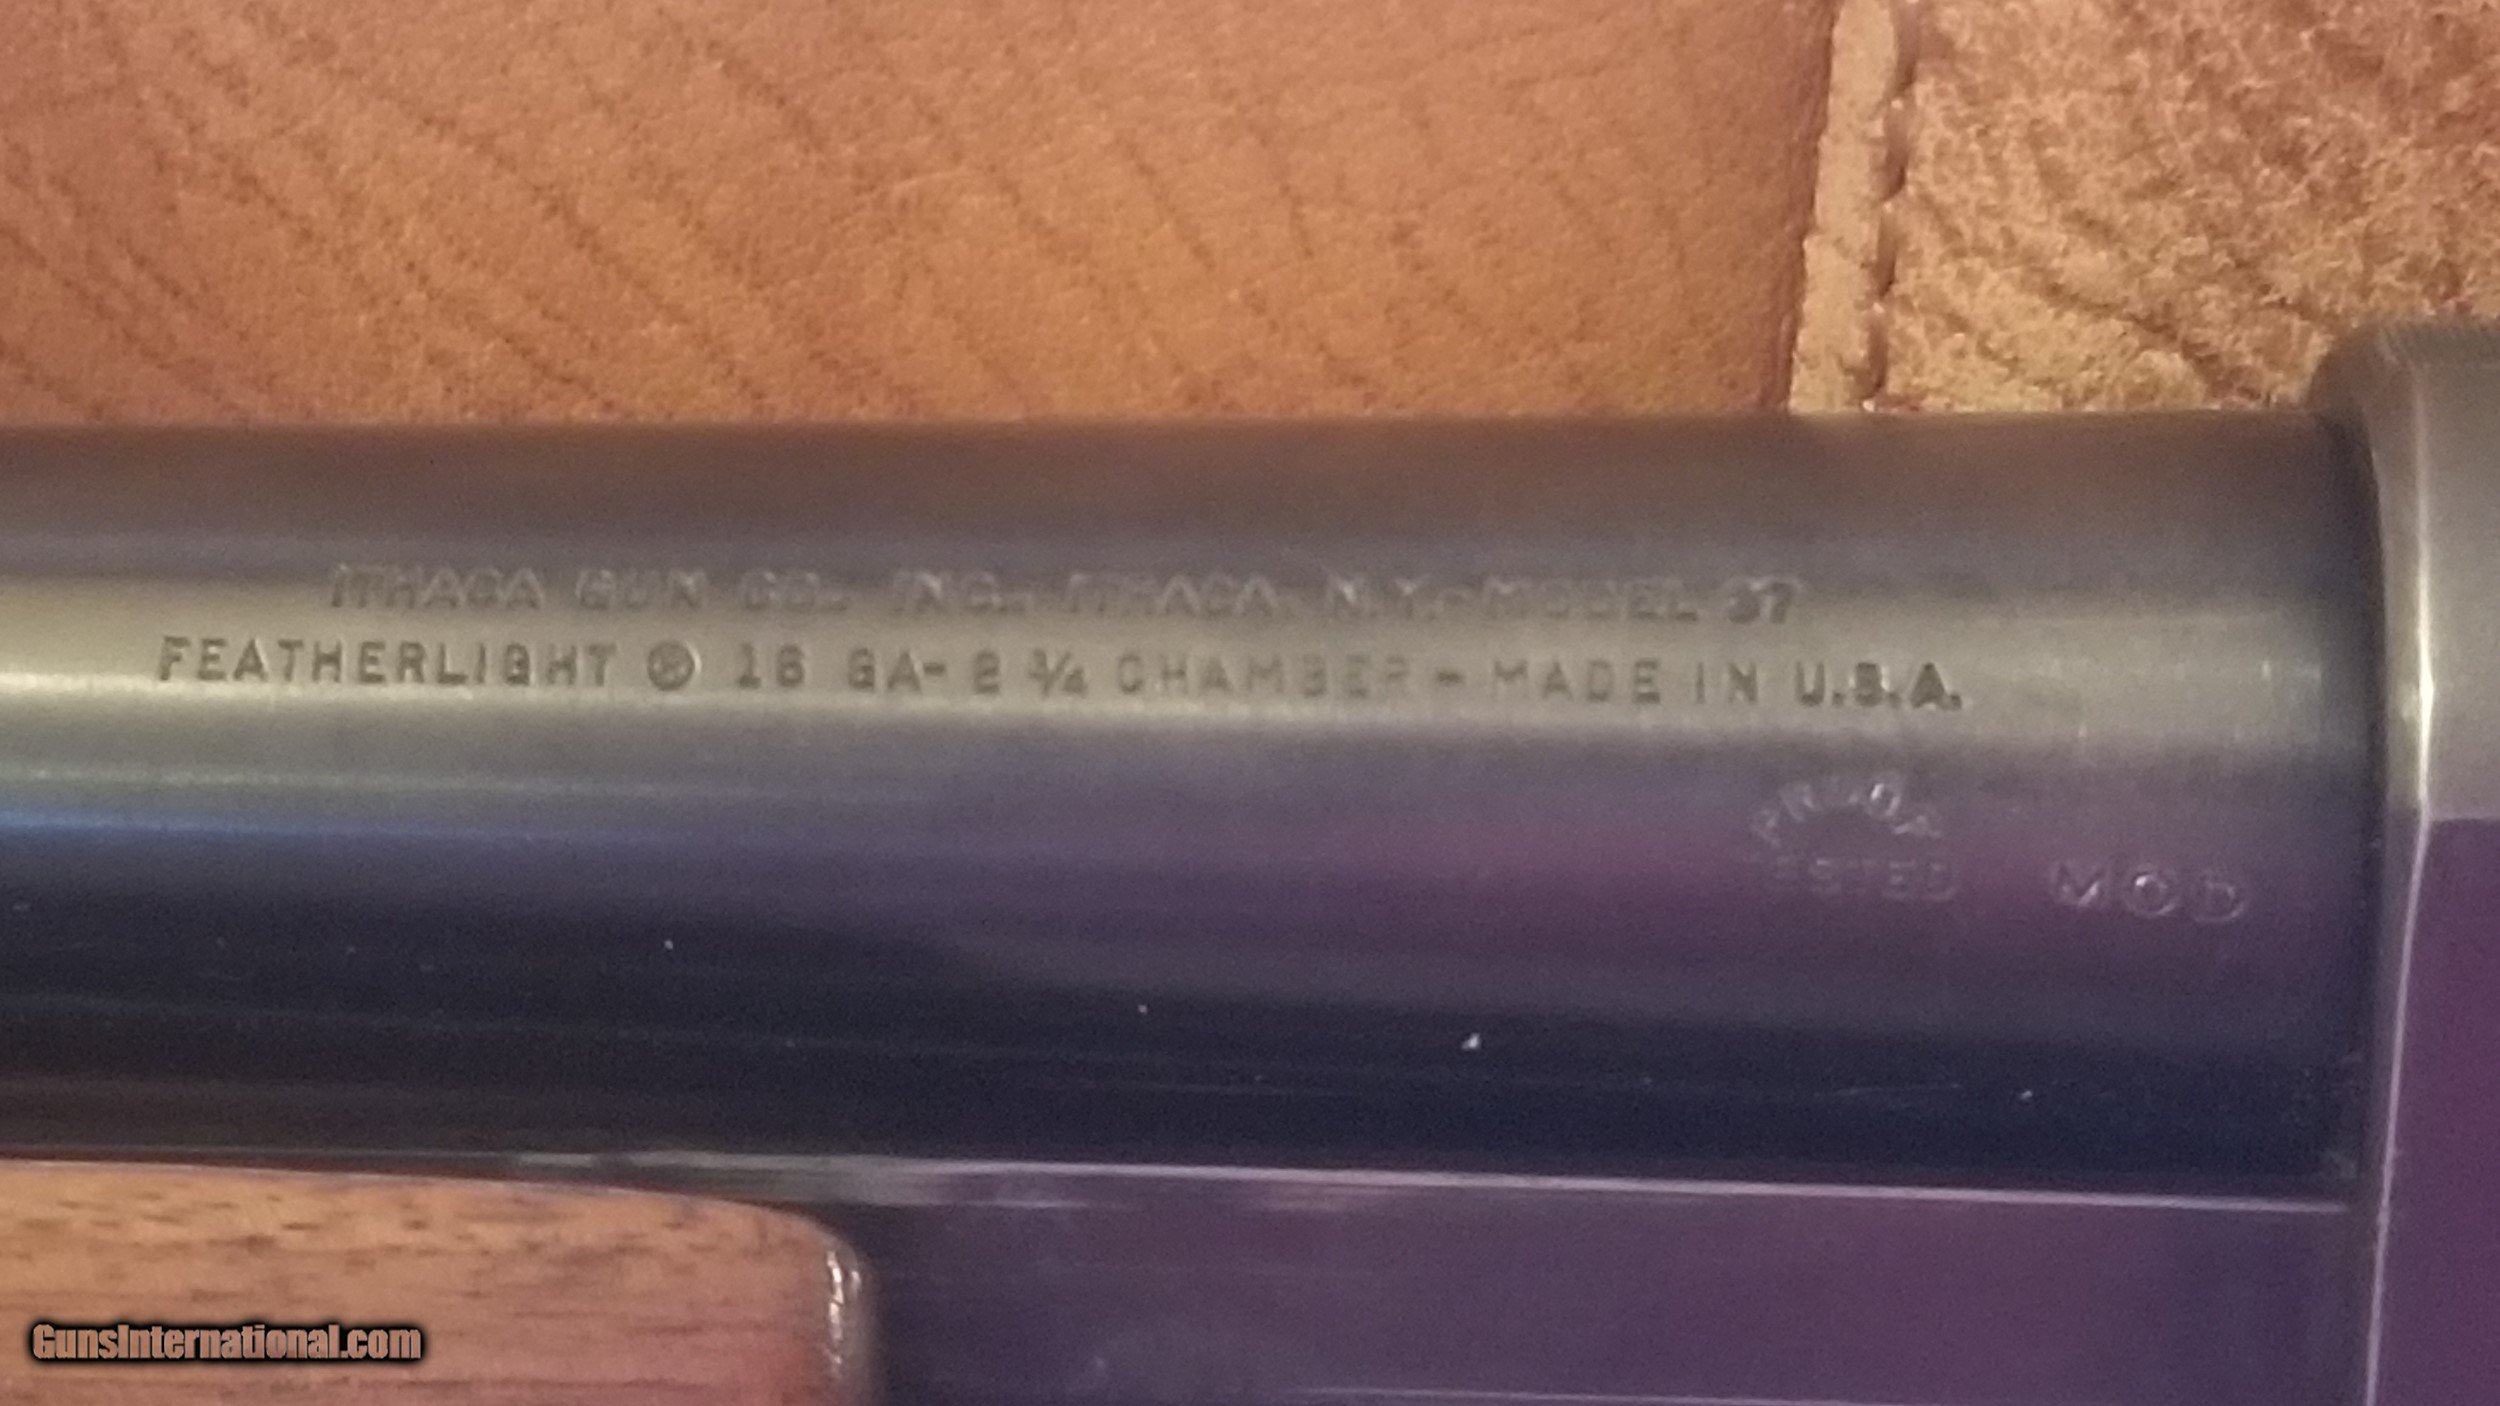 ITHACA GUN CO. INC. ITHACA, N.Y.-MODEL 37
FEATHERLIGHT ® 16 GA-2 3/4 CHAMBER-MADE IN U.S.A.
TESTED MOD
GunsInternational.com